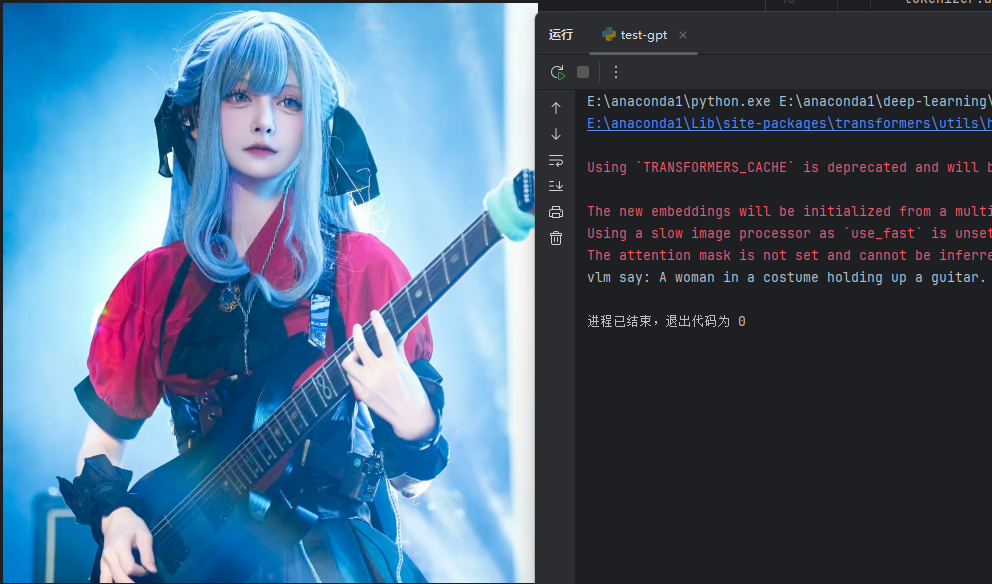 运行 test-gpt
E:\anaconda1\python.exe E:\anaconda1\deep-learning\
E:\anaconda1\Lib\site-packages\transformers\utils\h
Using `TRANSFORMERS_CACHE` is deprecated and will b
The new embeddings will be initialized from a multi
Using a slow image processor as `use_fast` is unset
The attention mask is not set and cannot be inferre
vlm say: A woman in a costume holding up a guitar.
进程已结束，退出代码为 0